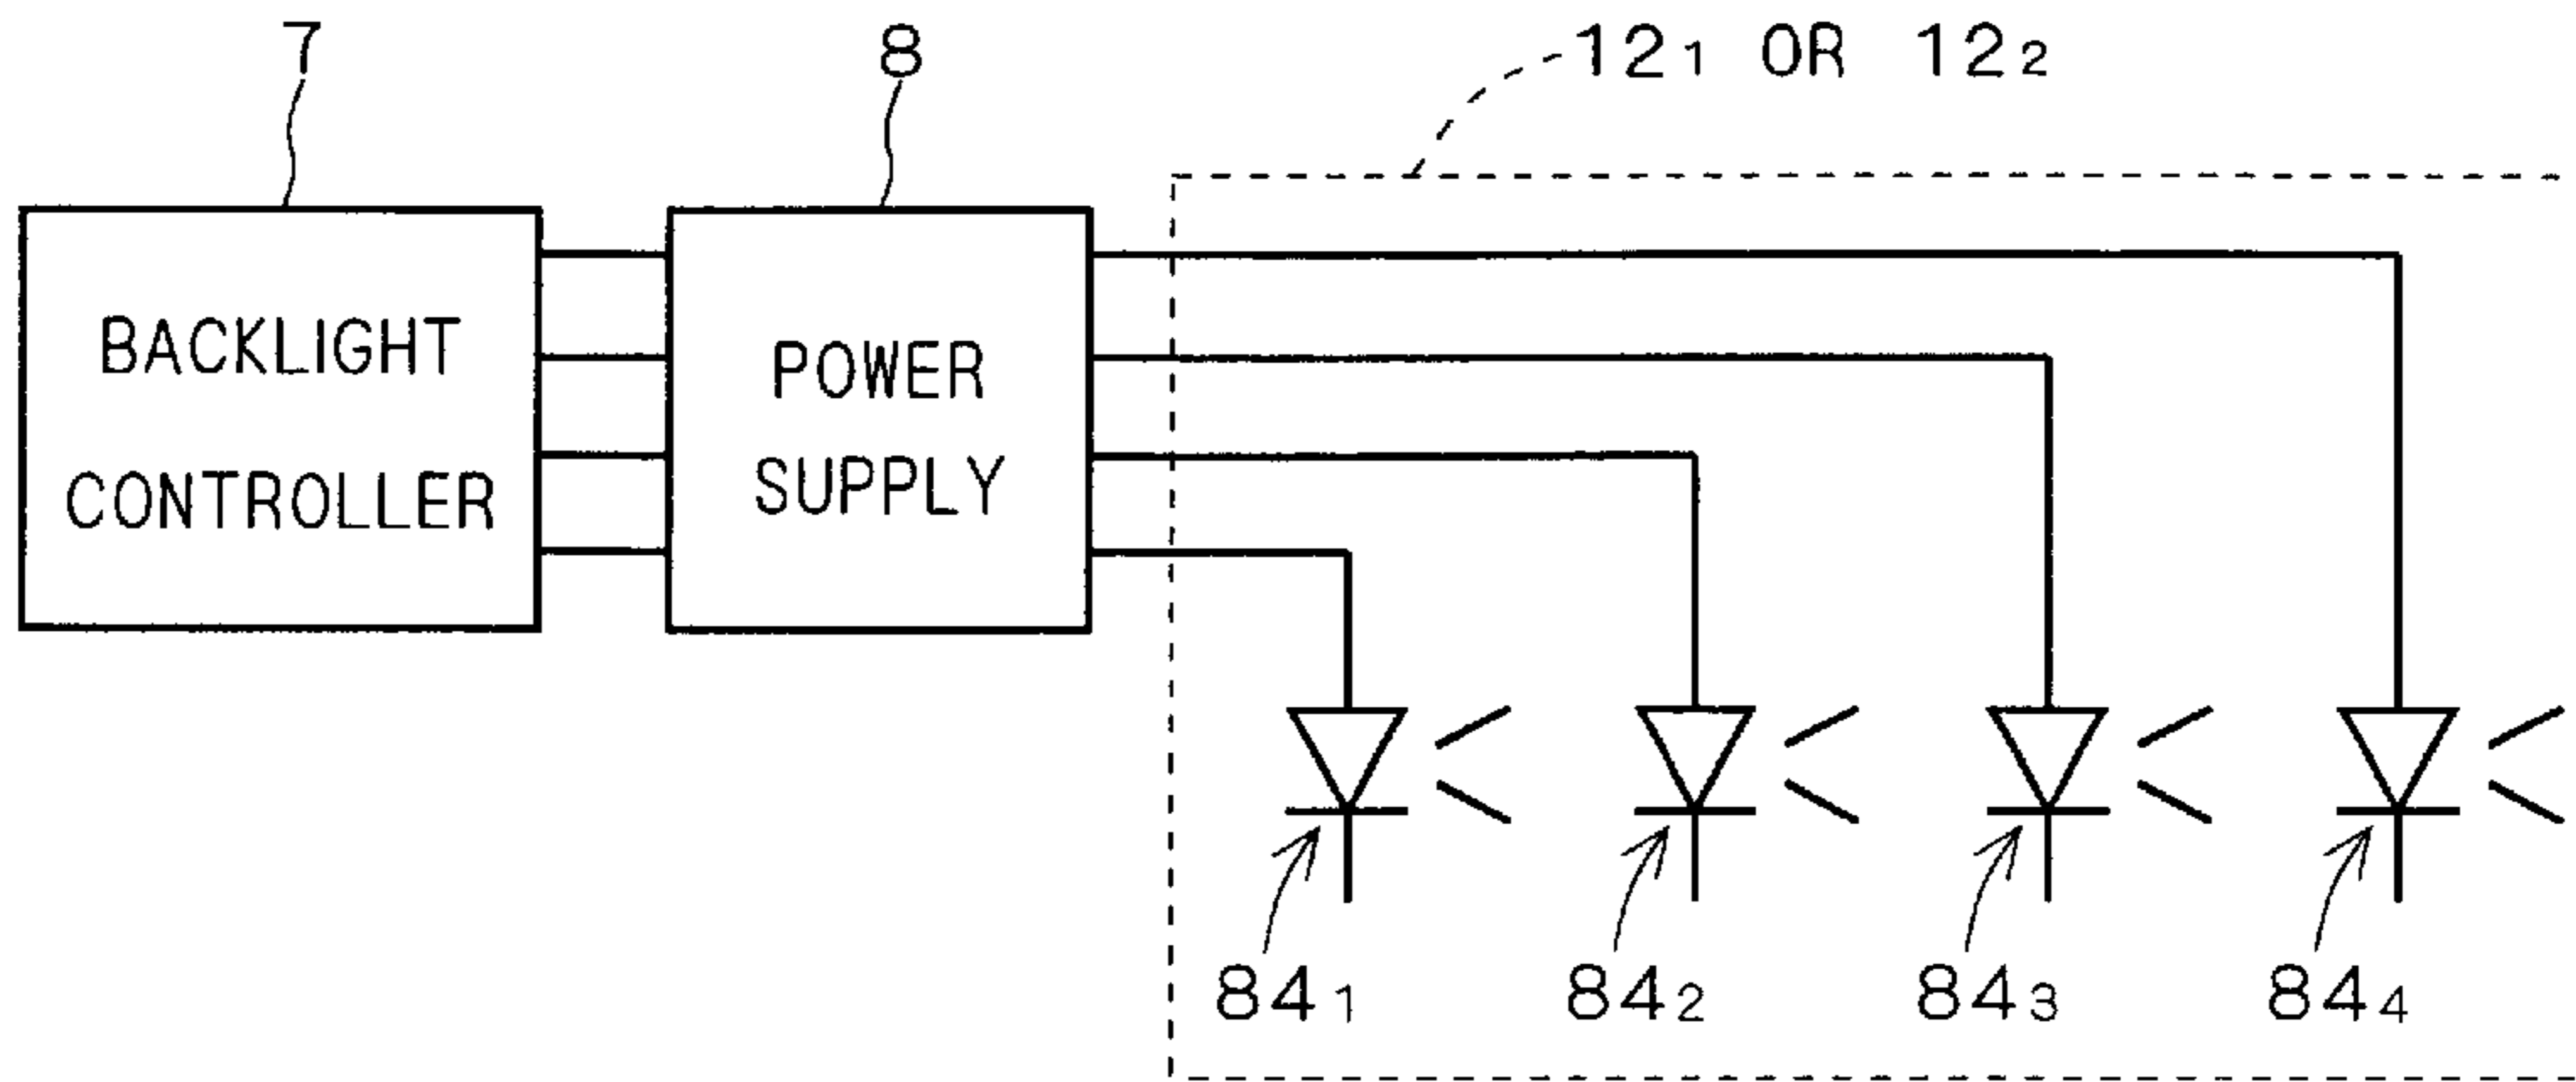 7
8
12₁ OR 12₂
BACKLIGHT
CONTROLLER
POWER
SUPPLY
84₁
84₂
84₃
84₄